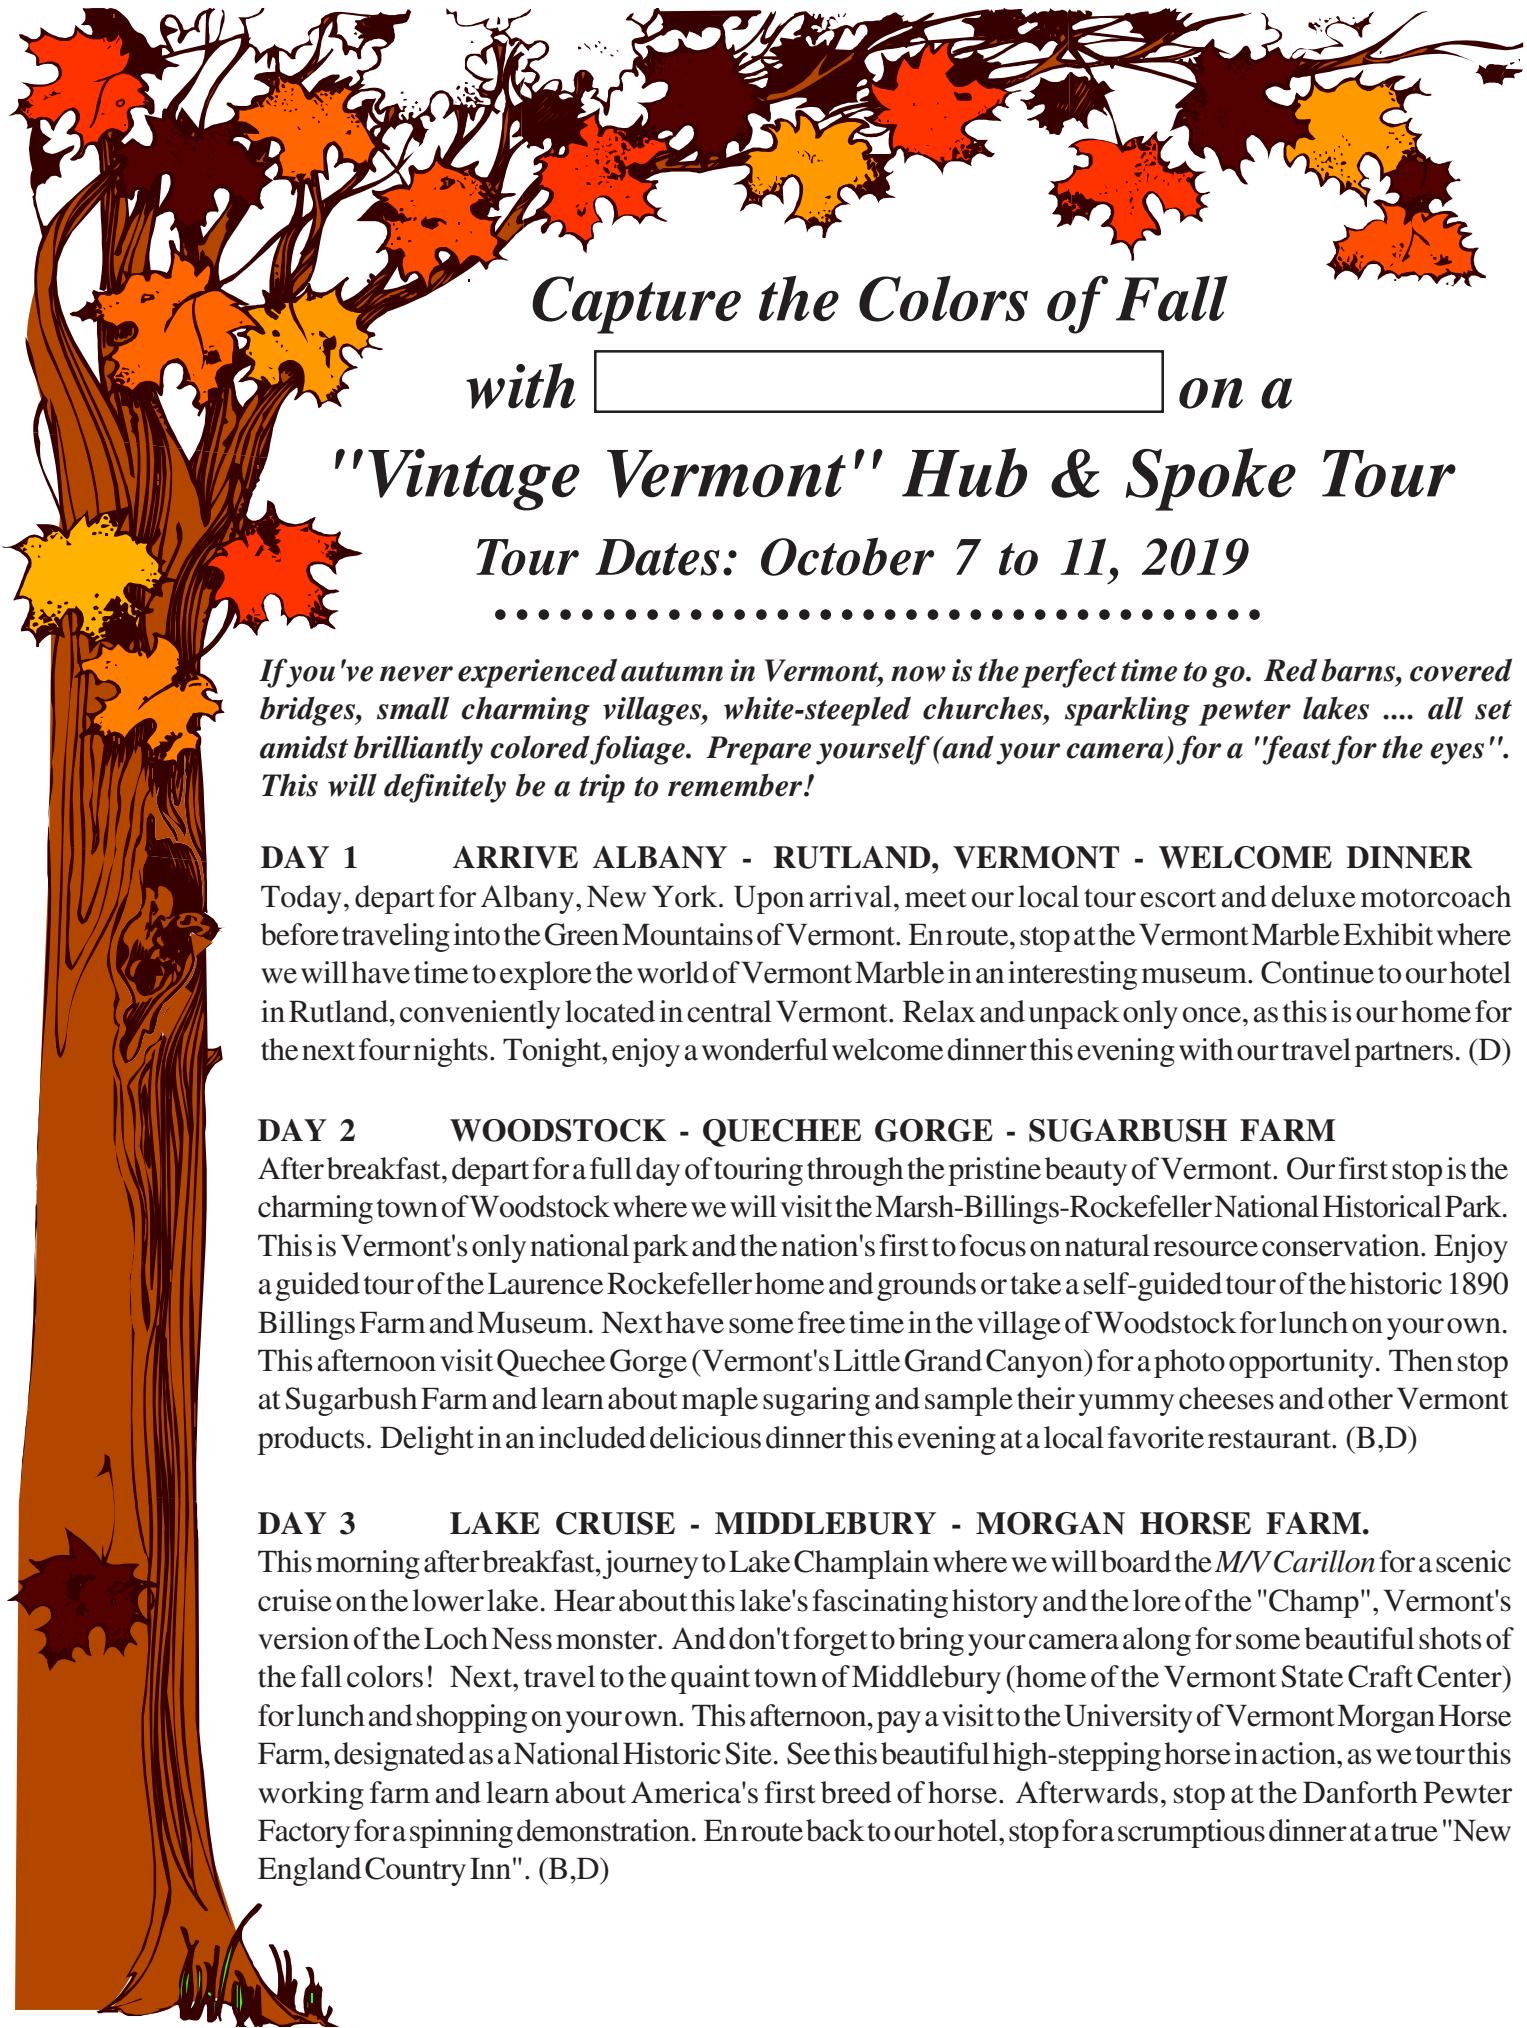 Capture the Colors of Fall
with on a
"Vintage Vermont" Hub & Spoke Tour
Tour Dates: October 7 to 11, 2019
If you've never experienced autumn in Vermont, now is the perfect time to go. Red barns, covered
bridges, small charming villages, white-steepled churches, sparkling pewter lakes .... all set
amidst brilliantly colored foliage. Prepare yourself (and your camera) for a "feast for the eyes".
This will definitely be a trip to remember!
DAY 1 ARRIVE ALBANY - RUTLAND, VERMONT - WELCOME DINNER
Today, depart for Albany, New York. Upon arrival, meet our local tour escort and deluxe motorcoach
before traveling into the Green Mountains of Vermont. En route, stop at the Vermont Marble Exhibit where
we will have time to explore the world of Vermont Marble in an interesting museum. Continue to our hotel
in Rutland, conveniently located in central Vermont. Relax and unpack only once, as this is our home for
the next four nights. Tonight, enjoy a wonderful welcome dinner this evening with our travel partners. (D)
DAY 2 WOODSTOCK - QUECHEE GORGE - SUGARBUSH FARM
After breakfast, depart for a full day of touring through the pristine beauty of Vermont. Our first stop is the
charming town of Woodstock where we will visit the Marsh-Billings-Rockefeller National Historical Park.
This is Vermont's only national park and the nation's first to focus on natural resource conservation. Enjoy
a guided tour of the Laurence Rockefeller home and grounds or take a self-guided tour of the historic 1890
Billings Farm and Museum. Next have some free time in the village of Woodstock for lunch on your own.
This afternoon visit Quechee Gorge (Vermont's Little Grand Canyon) for a photo opportunity. Then stop
at Sugarbush Farm and learn about maple sugaring and sample their yummy cheeses and other Vermont
products. Delight in an included delicious dinner this evening at a local favorite restaurant. (B,D)
DAY 3 LAKE CRUISE - MIDDLEBURY - MORGAN HORSE FARM.
This morning after breakfast, journey to Lake Champlain where we will board the M/V Carillon for a scenic
cruise on the lower lake. Hear about this lake's fascinating history and the lore of the "Champ", Vermont's
version of the Loch Ness monster. And don't forget to bring your camera along for some beautiful shots of
the fall colors! Next, travel to the quaint town of Middlebury (home of the Vermont State Craft Center)
for lunch and shopping on your own. This afternoon, pay a visit to the University of Vermont Morgan Horse
Farm, designated as a National Historic Site. See this beautiful high-stepping horse in action, as we tour this
working farm and learn about America's first breed of horse. Afterwards, stop at the Danforth Pewter
Factory for a spinning demonstration. En route back to our hotel, stop for a scrumptious dinner at a true "New
England Country Inn". (B,D)